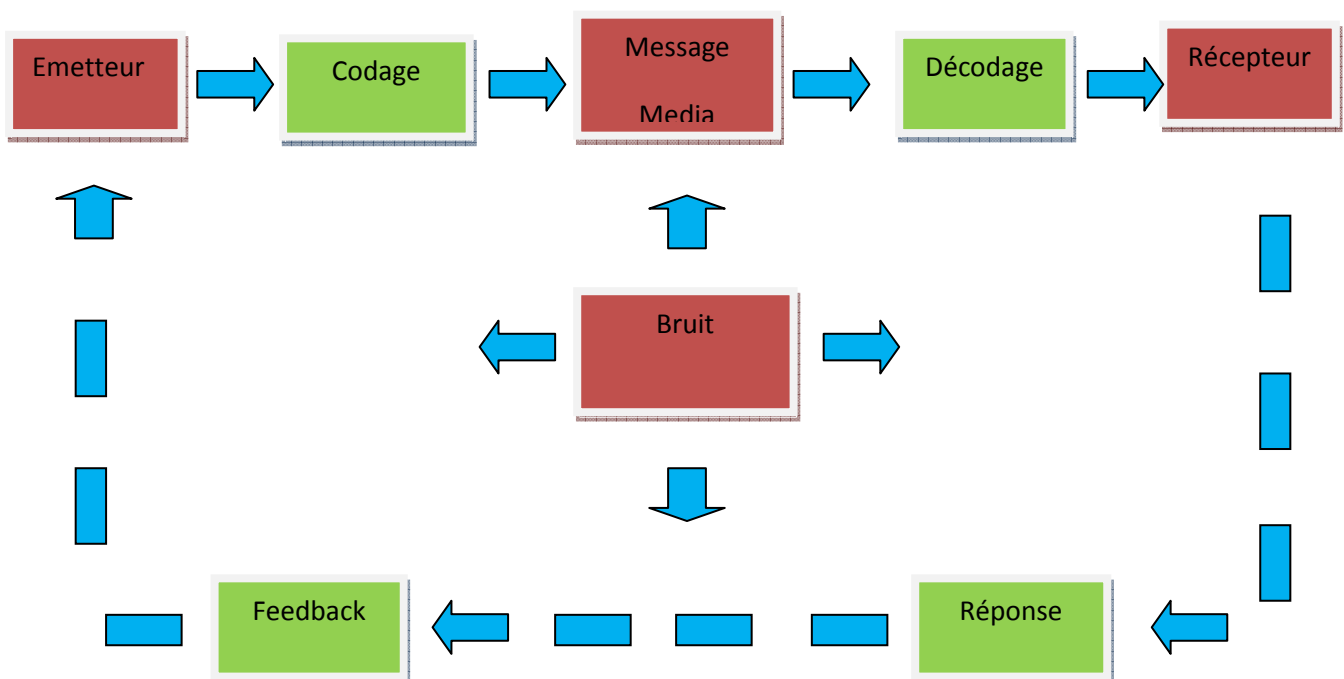 Emetteur
Codage
Message
Media
Décodage
Récepteur
Bruit
Feedback
Réponse